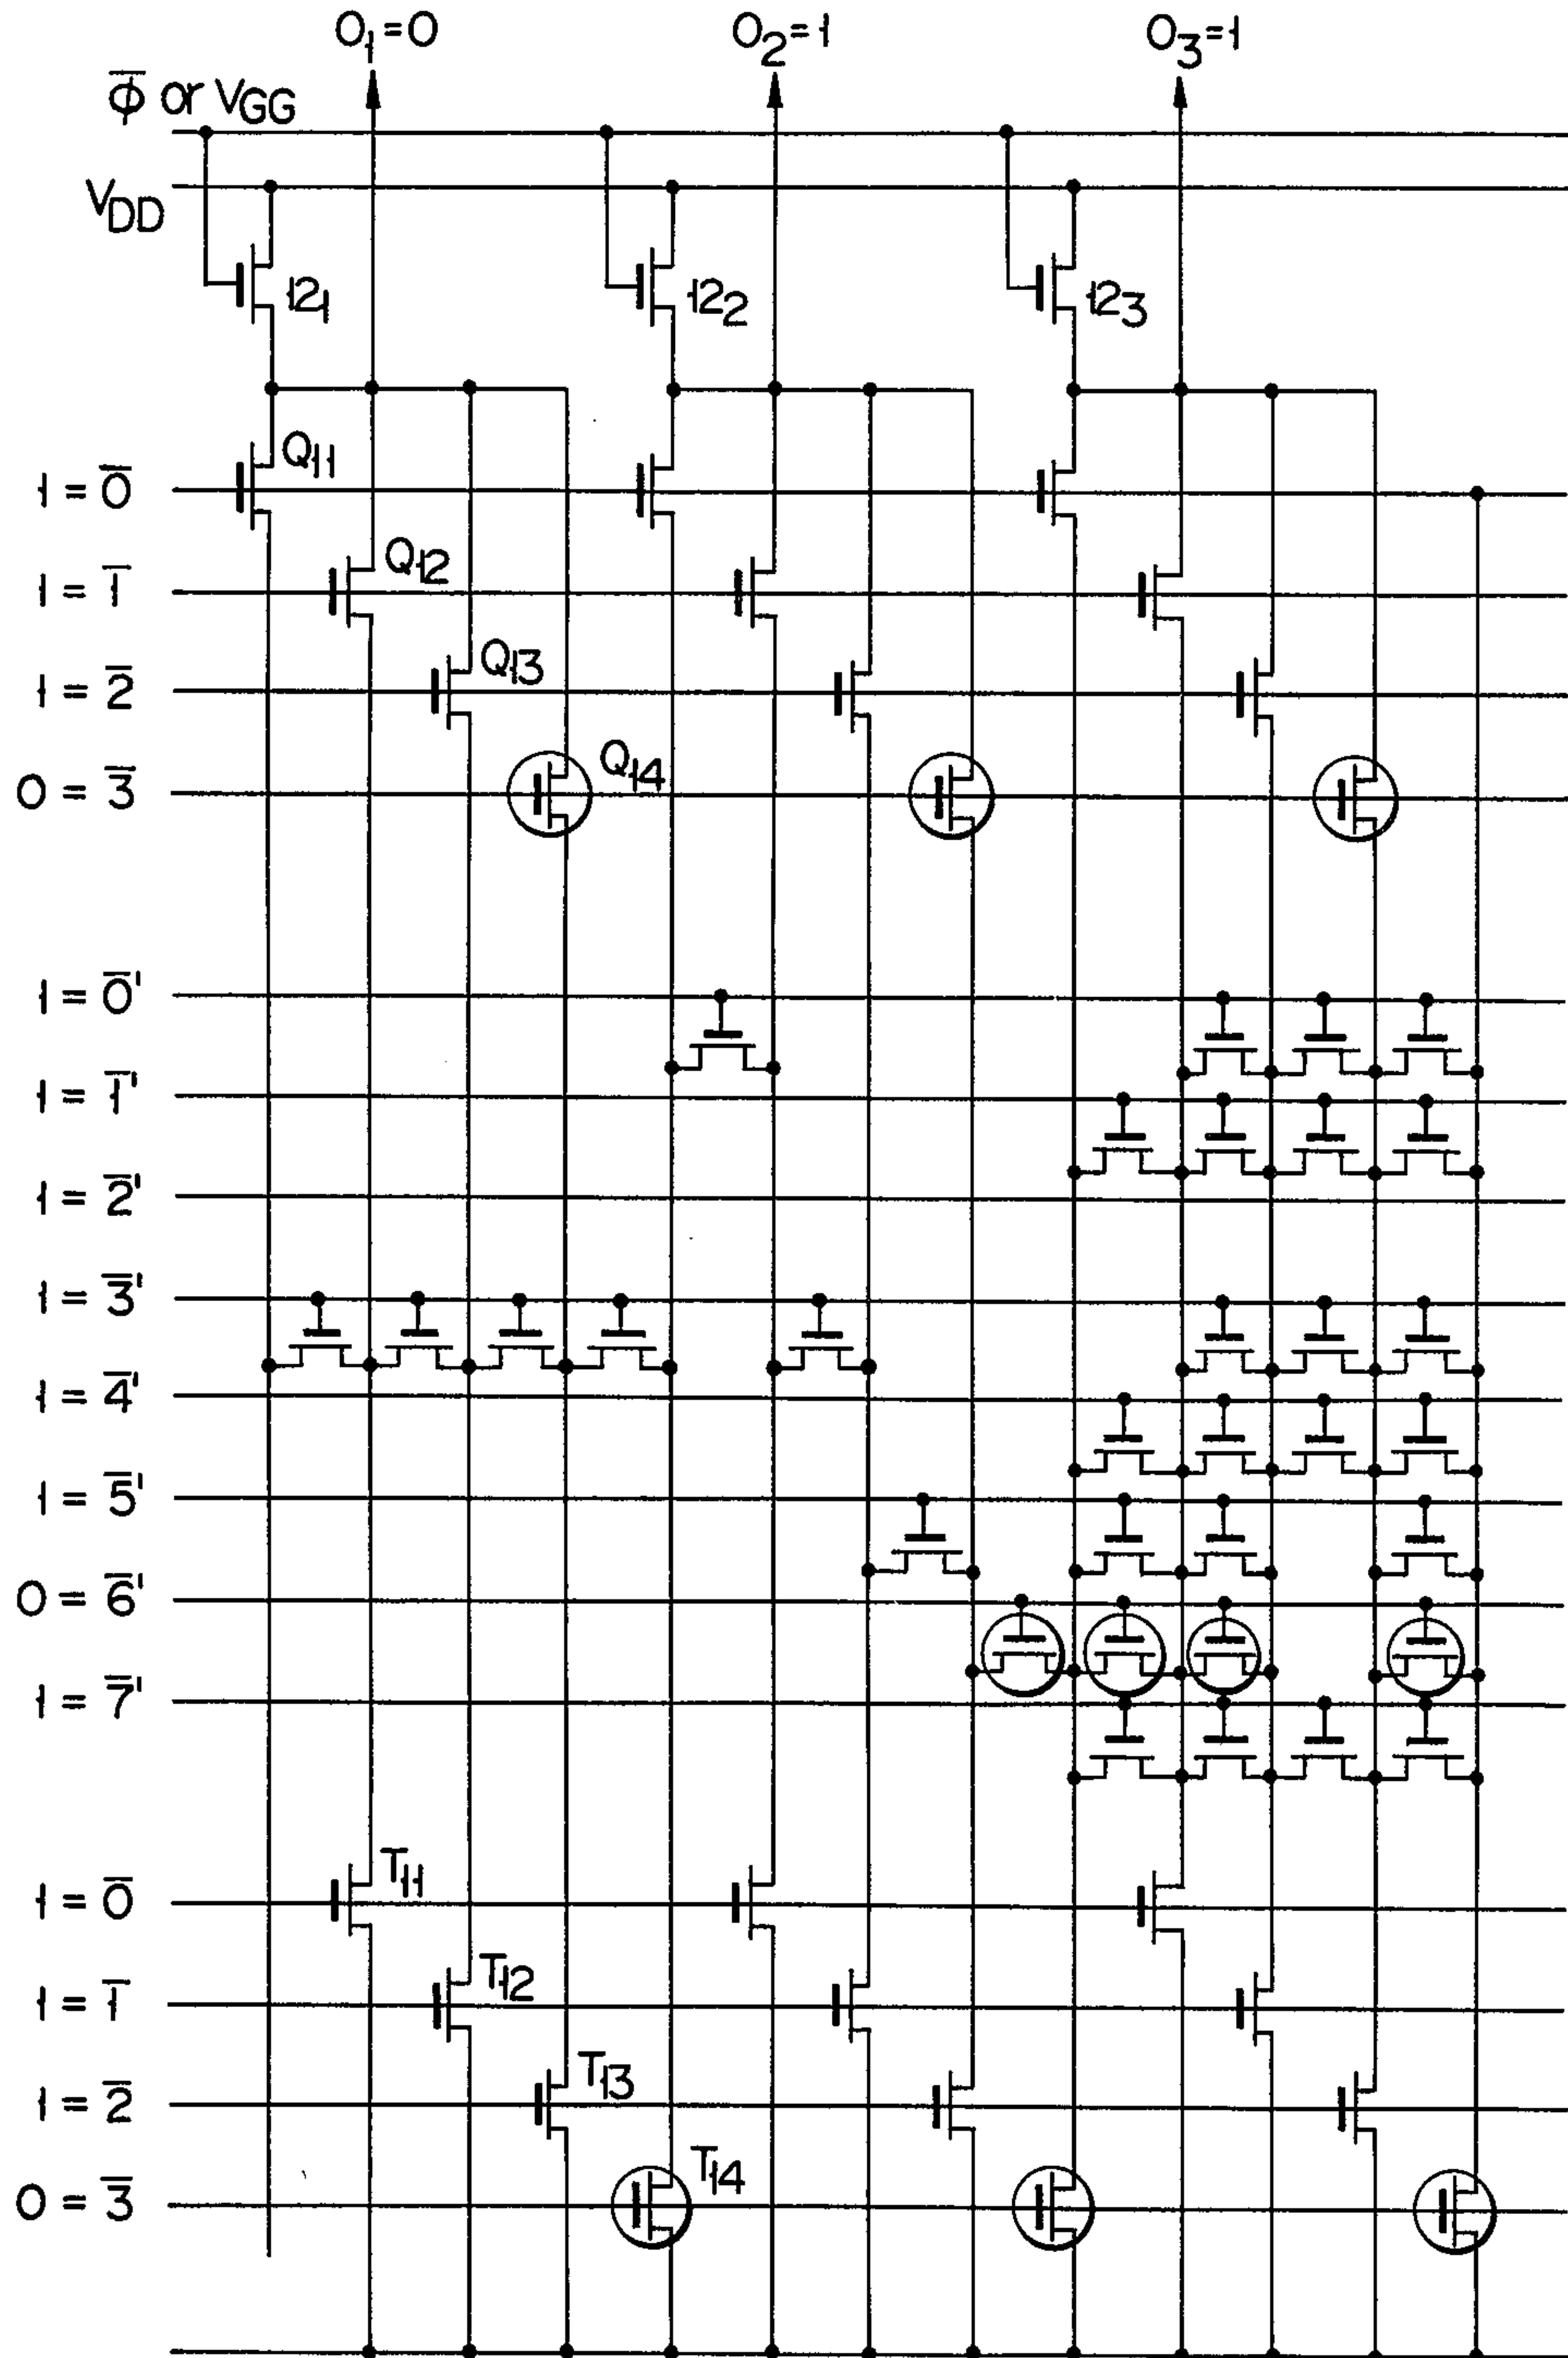 O₁=0 O₂=1 O₃=1
φ̅ or V_GG
V_DD
12₁ 12₂ 12₃
Q₁₁
1 = 0̅
Q₁₂
1 = 1̅
Q₁₃
1 = 2̅
Q₁₄
0 = 3̅
1 = 0̅'
1 = 1̅'
1 = 2̅'
1 = 3̅'
1 = 4̅'
1 = 5̅'
0 = 6̅'
1 = 7̅'
T₁₁
1 = 0̅
T₁₂
1 = 1̅
T₁₃
1 = 2̅
T₁₄
0 = 3̅